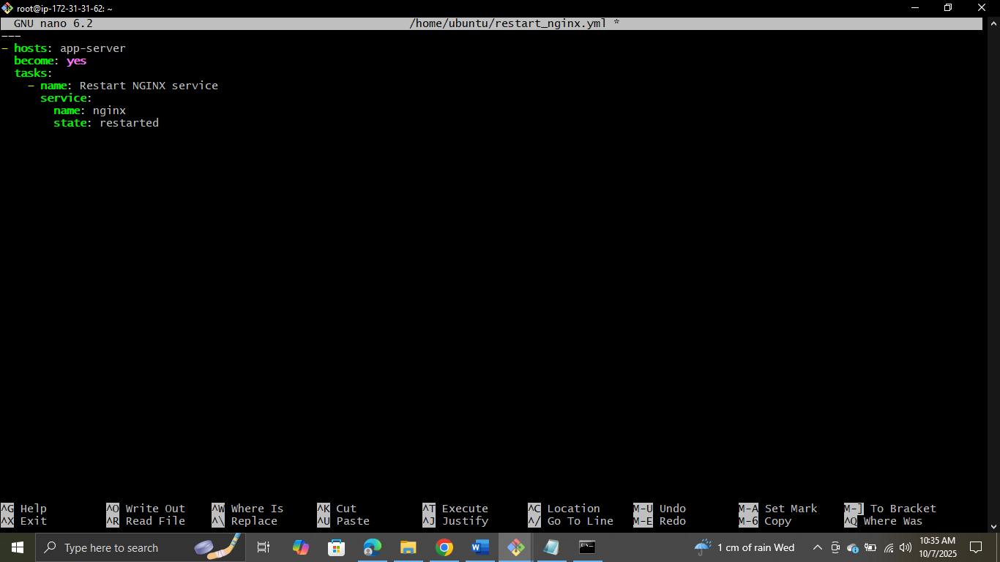 root@ip-172-31-31-62: ~
GNU nano 6.2 /home/ubuntu/restart_nginx.yml *
---
- hosts: app-server
  become: yes
  tasks:
    - name: Restart NGINX service
      service:
        name: nginx
        state: restarted
^G Help ^O Write Out ^W Where Is ^K Cut ^T Execute ^C Location M-U Undo M-A Set Mark M-] To Bracket
^X Exit ^R Read File ^\ Replace ^U Paste ^J Justify ^/ Go To Line M-E Redo M-6 Copy ^Q Where Was
Type here to search
1 cm of rain Wed
10:35 AM
10/7/2025